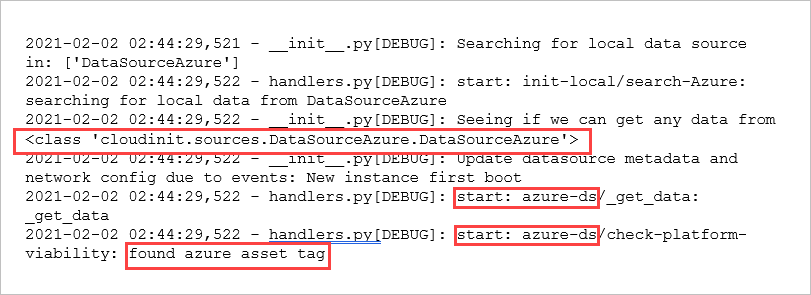 2021-02-02 02:44:29,521 - __init__.py[DEBUG]: Searching for local data source
in: ['DataSourceAzure']
2021-02-02 02:44:29,522 - handlers.py[DEBUG]: start: init-local/search-Azure:
searching for local data from DataSourceAzure
2021-02-02 02:44:29,522 - __init__.py[DEBUG]: Seeing if we can get any data from
<class 'cloudinit.sources.DataSourceAzure.DataSourceAzure'>
2021-02-02 02:44:29,522 - __init__.py[DEBUG]: Update datasource metadata and
network config due to events: New instance first boot
2021-02-02 02:44:29,522 - handlers.py[DEBUG]: start: azure-ds/_get_data:
_get_data
2021-02-02 02:44:29,522 - handlers.py[DEBUG]: start: azure-ds/check-platform-
viability: found azure asset tag